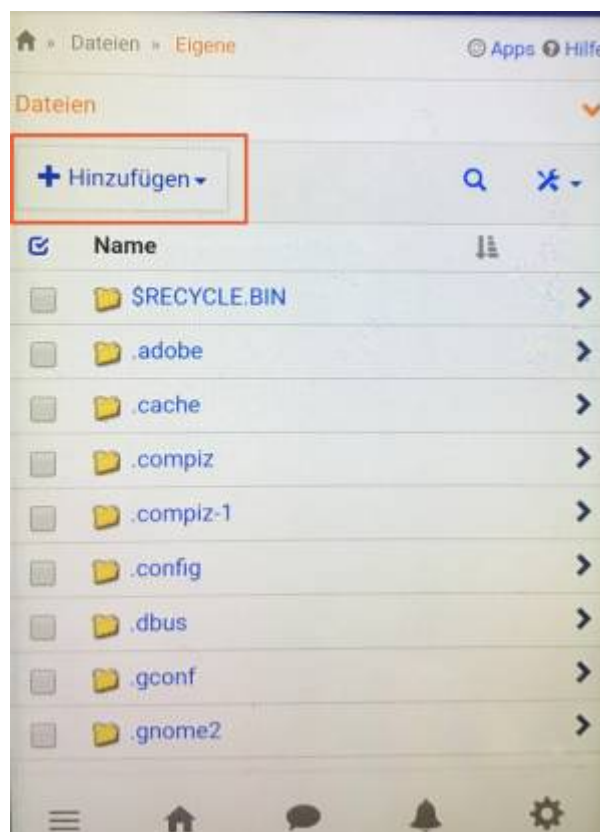 » Dateien » Eigene Apps Hilfe
Dateien
Hinzufügen
Name
$RECYCLE.BIN
.adobe
.cache
.compiz
.compiz-1
.config
.dbus
.gconf
.gnome2